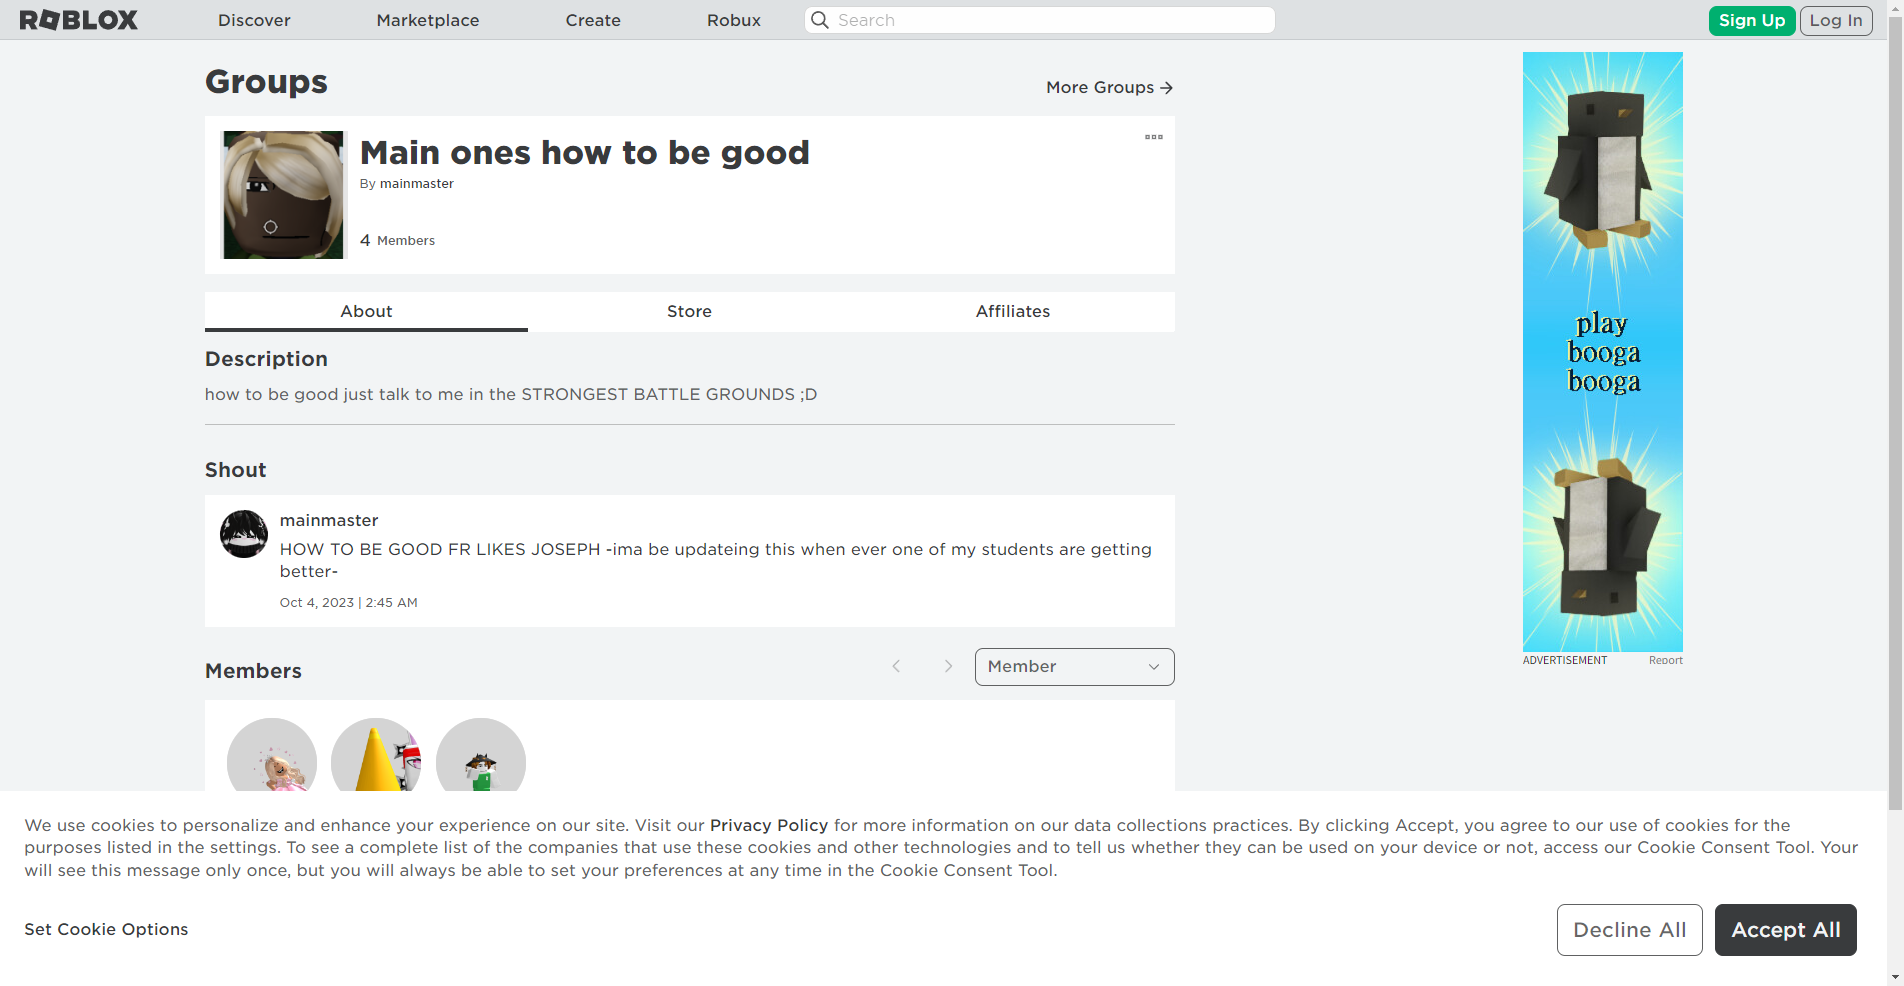 ROBLOX
Discover
Marketplace
Create
Robux
Search
Sign Up
Log In
Groups
More Groups
Main ones how to be good
By mainmaster
4 Members
About
Store
Affiliates
Description
how to be good just talk to me in the STRONGEST BATTLE GROUNDS ;D
Shout
mainmaster
HOW TO BE GOOD FR LIKES JOSEPH -ima be updateing this when ever one of my students are getting
better-
Oct 4, 2023 | 2:45 AM
Members
Member
play
booga
booga
ADVERTISEMENT
Report
We use cookies to personalize and enhance your experience on our site. Visit our Privacy Policy for more information on our data collections practices. By clicking Accept, you agree to our use of cookies for the
purposes listed in the settings. To see a complete list of the companies that use these cookies and other technologies and to tell us whether they can be used on your device or not, access our Cookie Consent Tool. Your
will see this message only once, but you will always be able to set your preferences at any time in the Cookie Consent Tool.
Set Cookie Options
Decline All
Accept All